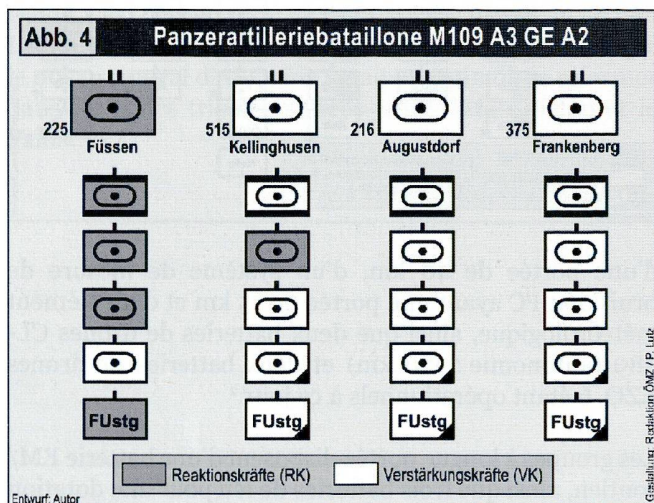 Abb. 4 Panzerartilleriebataillone M109 A3 GE A2
225 515 216 375
Füssen Kellinghusen Augustdorf Frankenberg
FUstg FUstg FUstg FUstg
Reaktionskräfte (RK) Verstärkungskräfte (VK)
Entwurf: Autor
Gestaltung: Redaktion ÖMZ / P. Lutz